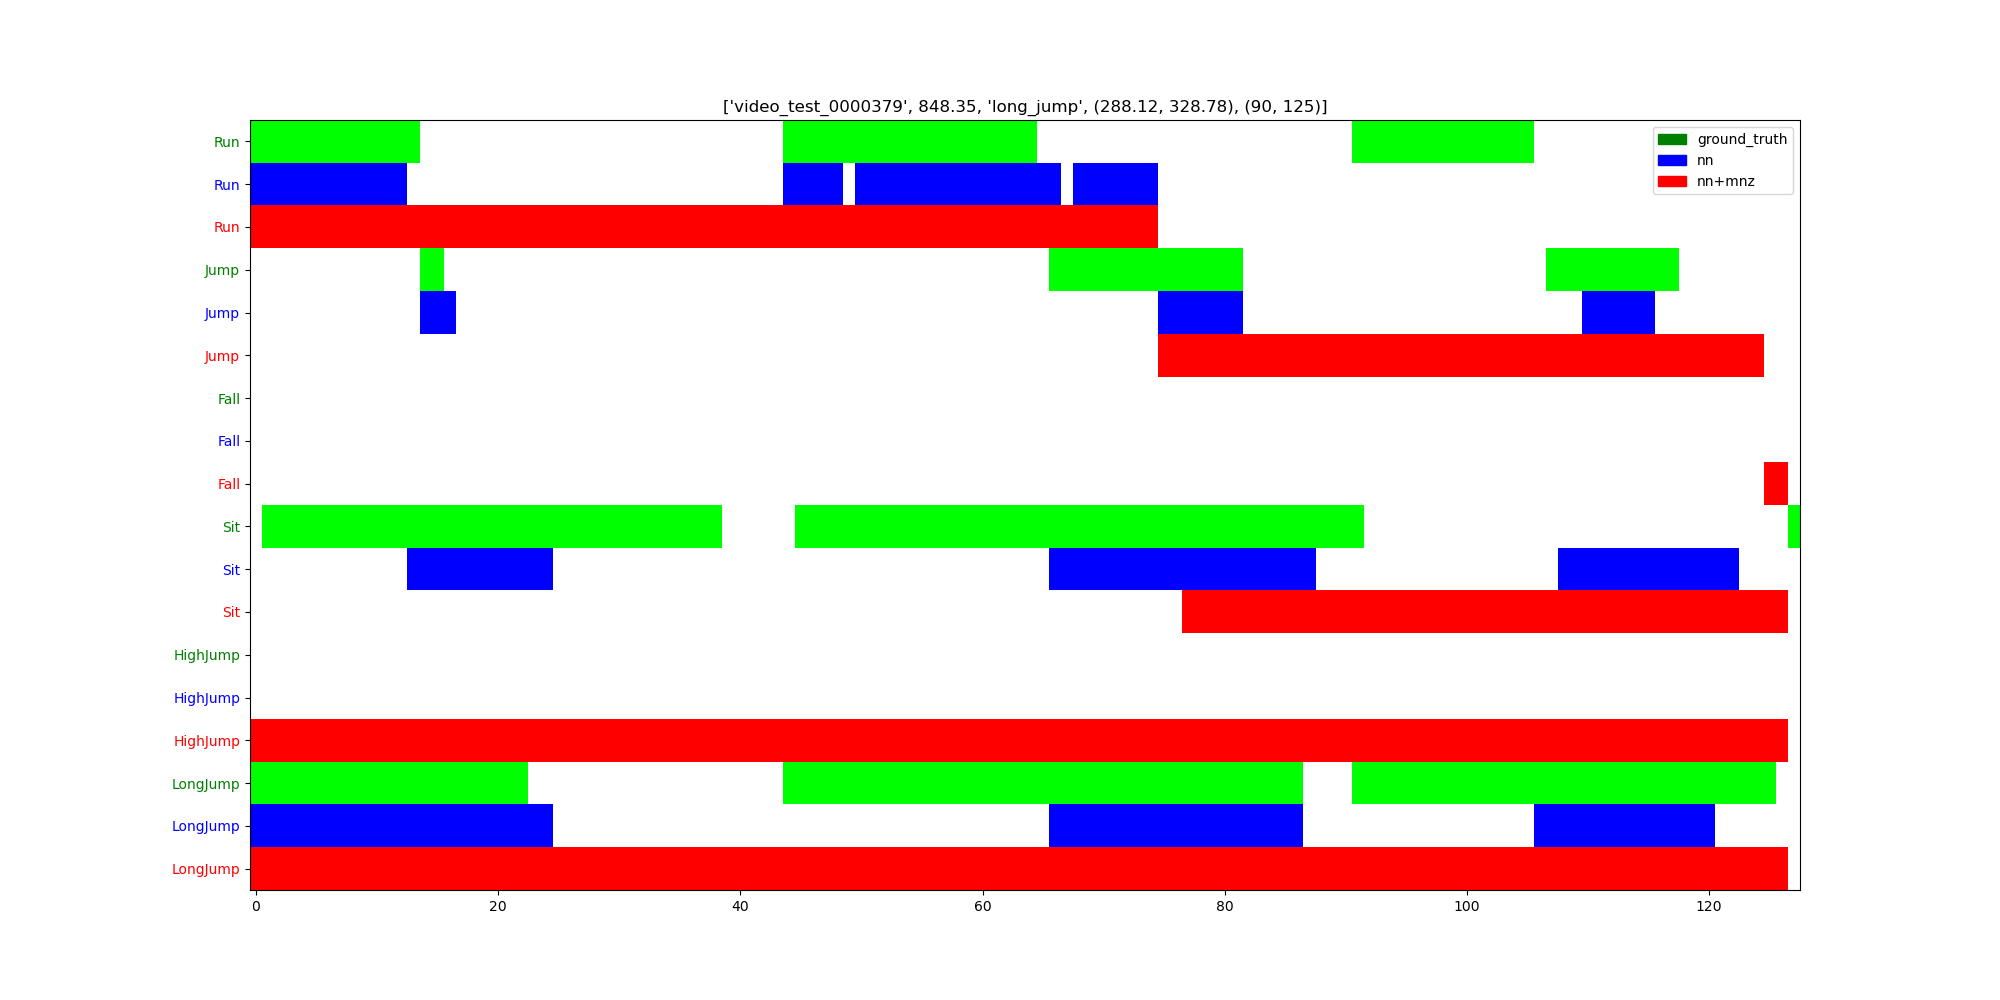 ['video_test_0000379', 848.35, 'long_jump', (288.12, 328.78), (90, 125)]
Run
Run
Run
Jump
Jump
Jump
Fall
Fall
Fall
Sit
Sit
Sit
HighJump
HighJump
HighJump
LongJump
LongJump
LongJump
ground_truth
nn
nn+mnz
0 20 40 60 80 100 120